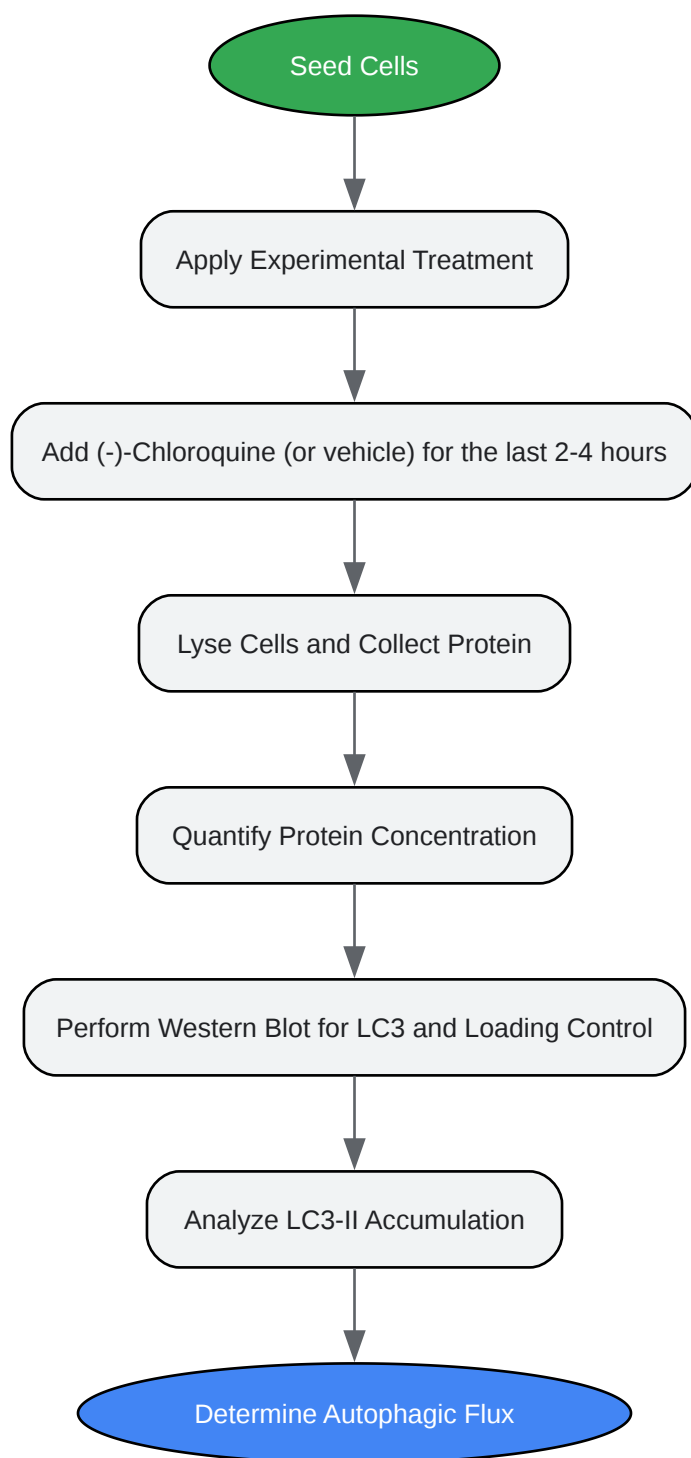 Seed Cells
Apply Experimental Treatment
Add (-)-Chloroquine (or vehicle) for the last 2-4 hours
Lyse Cells and Collect Protein
Quantify Protein Concentration
Perform Western Blot for LC3 and Loading Control
Analyze LC3-II Accumulation
Determine Autophagic Flux